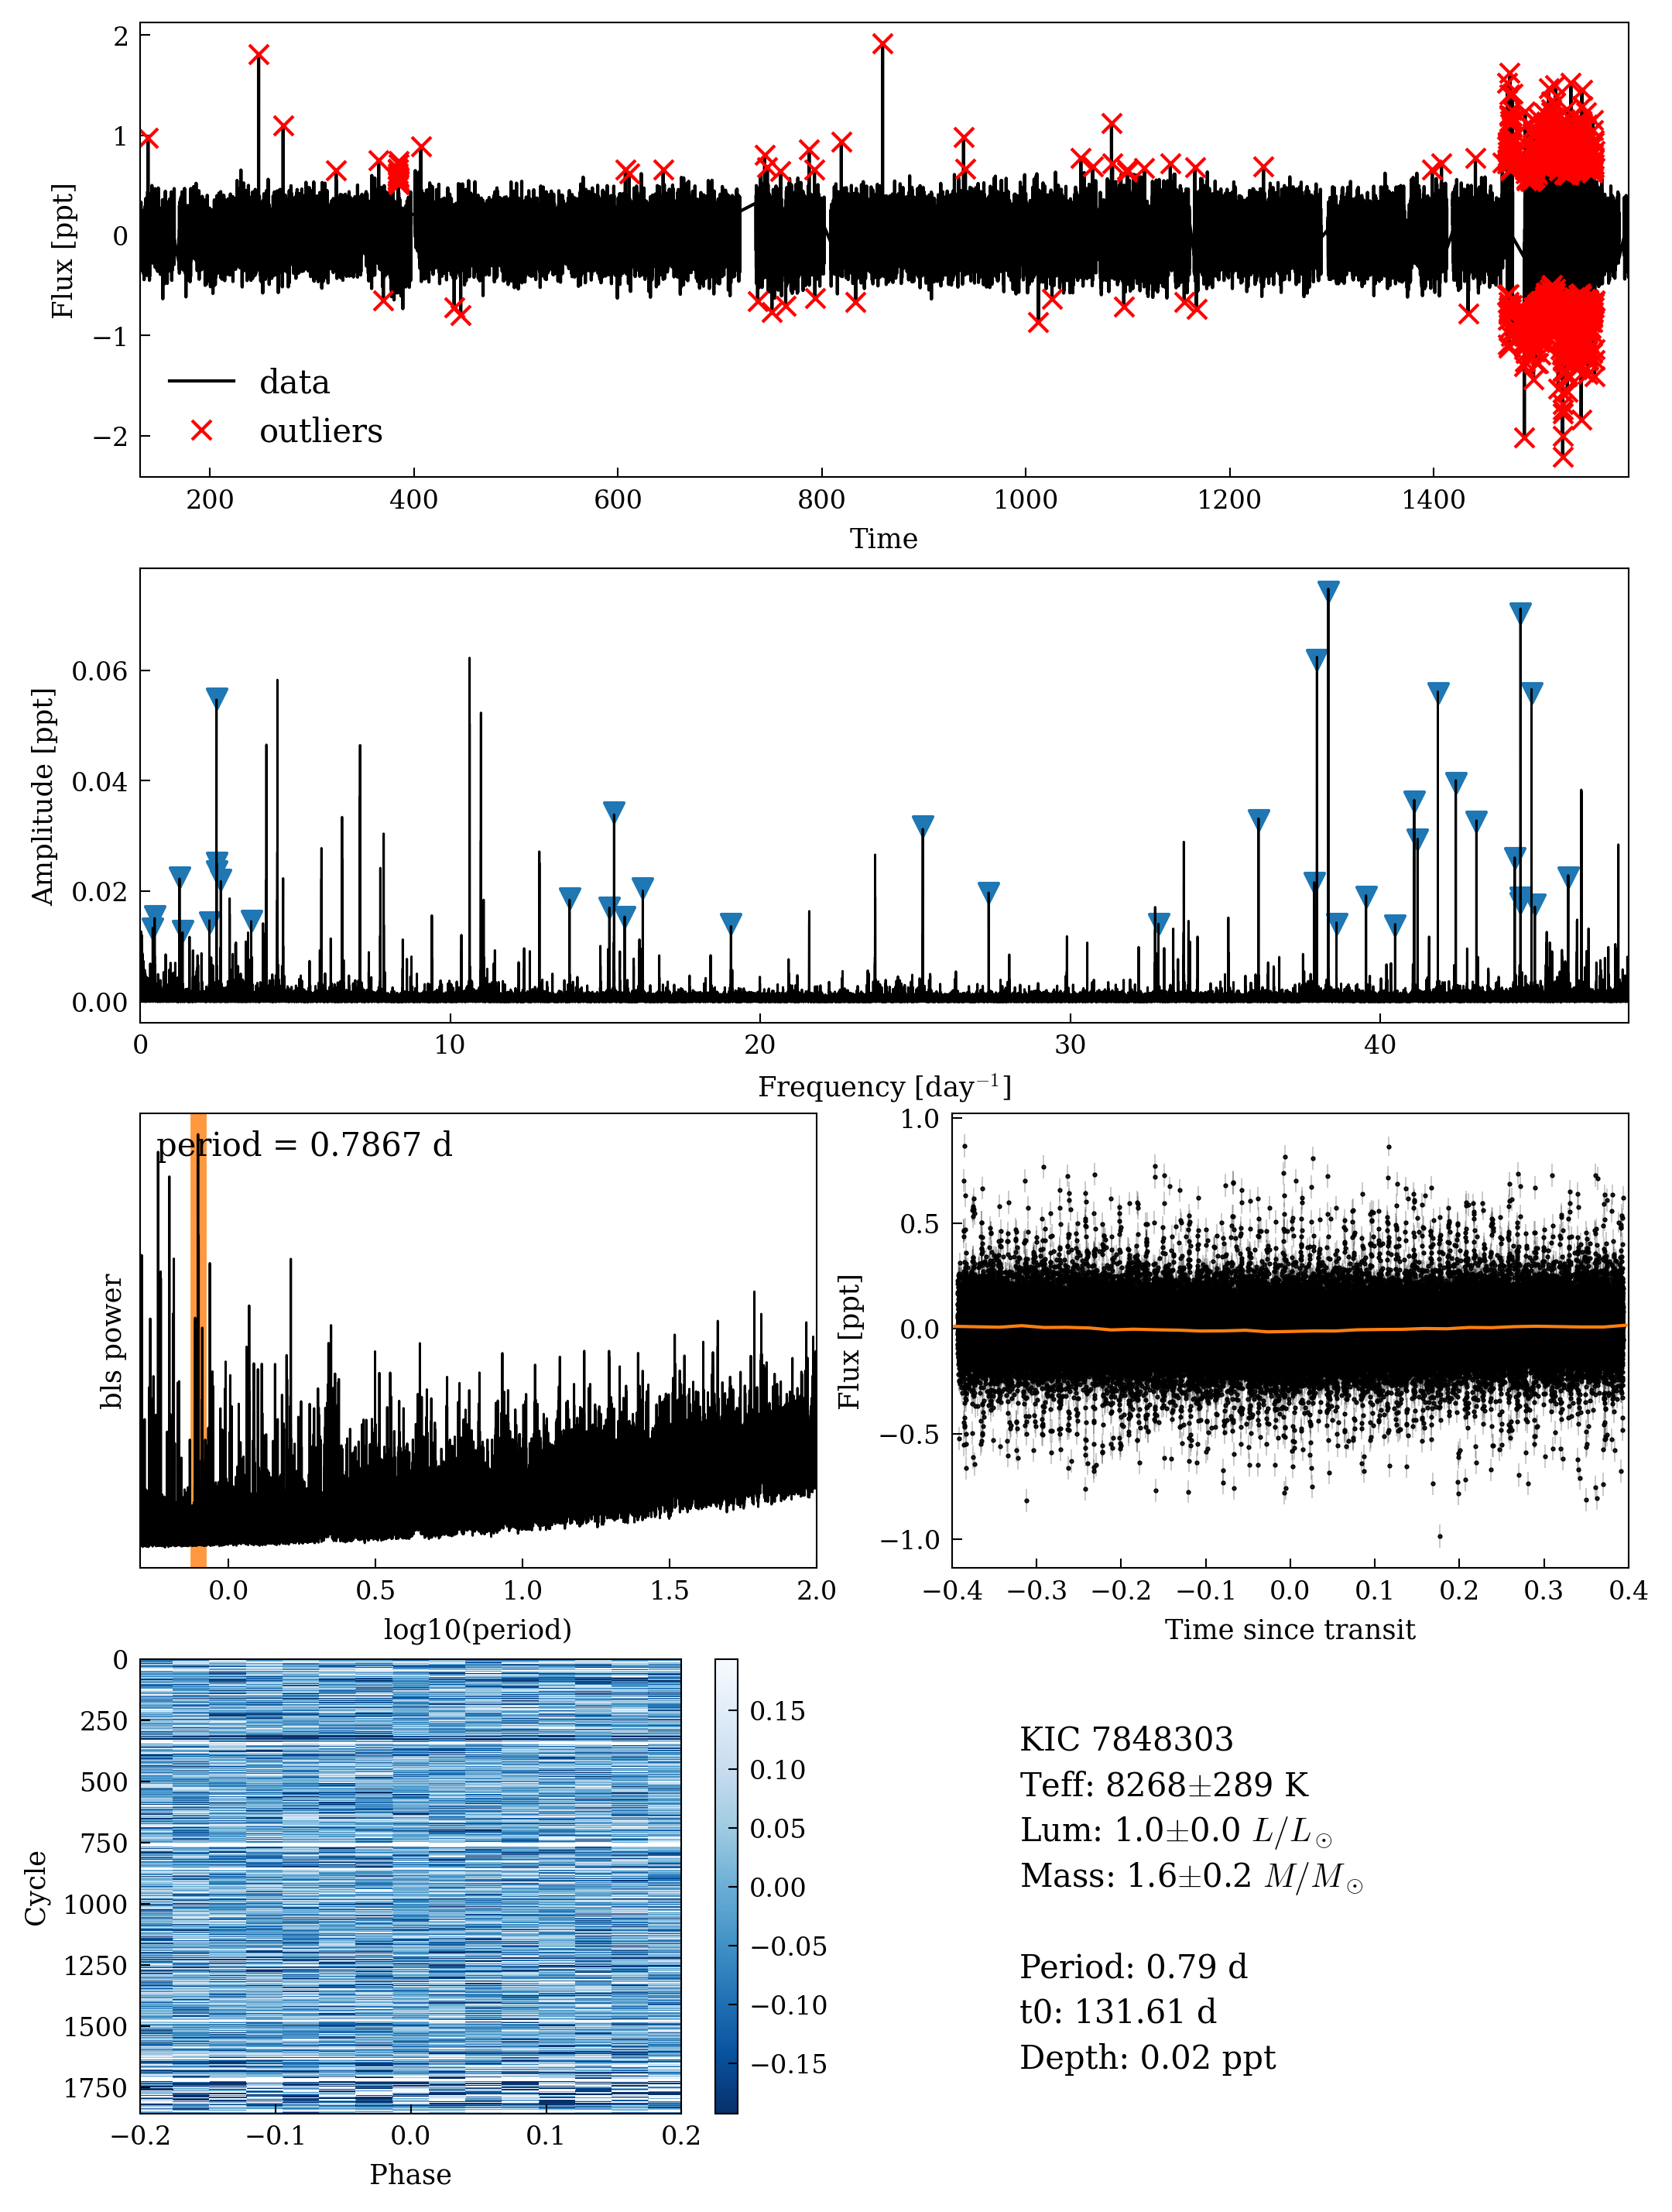 2
1
0
−1
−2
Flux [ppt]
data
outliers
200 400 600 800 1000 1200 1400
Time
0.06
0.04
0.02
0.00
Amplitude [ppt]
0 10 20 30 40
Frequency [day⁻¹]
period = 0.7867 d
bls power
0.0 0.5 1.0 1.5 2.0
log10(period)
1.0
0.5
0.0
−0.5
−1.0
Flux [ppt]
−0.4 −0.3 −0.2 −0.1 0.0 0.1 0.2 0.3 0.4
Time since transit
0
250
500
750
1000
1250
1500
1750
Cycle
−0.2 −0.1 0.0 0.1 0.2
Phase
0.15
0.10
0.05
0.00
−0.05
−0.10
−0.15
KIC 7848303
Teff: 8268±289 K
Lum: 1.0±0.0 L/L⊙
Mass: 1.6±0.2 M/M⊙
Period: 0.79 d
t0: 131.61 d
Depth: 0.02 ppt